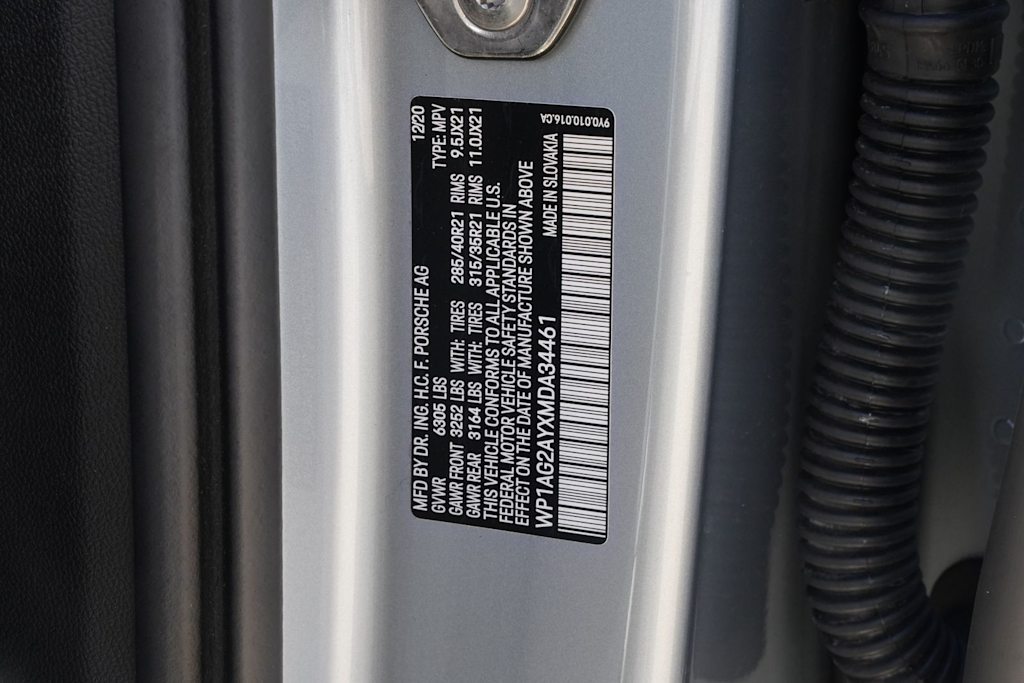 MFD BY DR. ING. H.C. F. PORSCHE AG 12/20
GVWR 6305 LBS TYPE: MPV
GAWR FRONT 3252 LBS WITH: TIRES 285/40R21 RIMS 9.5JX21
GAWR REAR 3164 LBS WITH: TIRES 315/35R21 RIMS 11.0JX21
THIS VEHICLE CONFORMS TO ALL APPLICABLE U.S.
FEDERAL MOTOR VEHICLE SAFETY STANDARDS IN
EFFECT ON THE DATE OF MANUFACTURE SHOWN ABOVE
WP1AG2AYXMDA34461 MADE IN SLOVAKIA
9Y0.010.016.CA